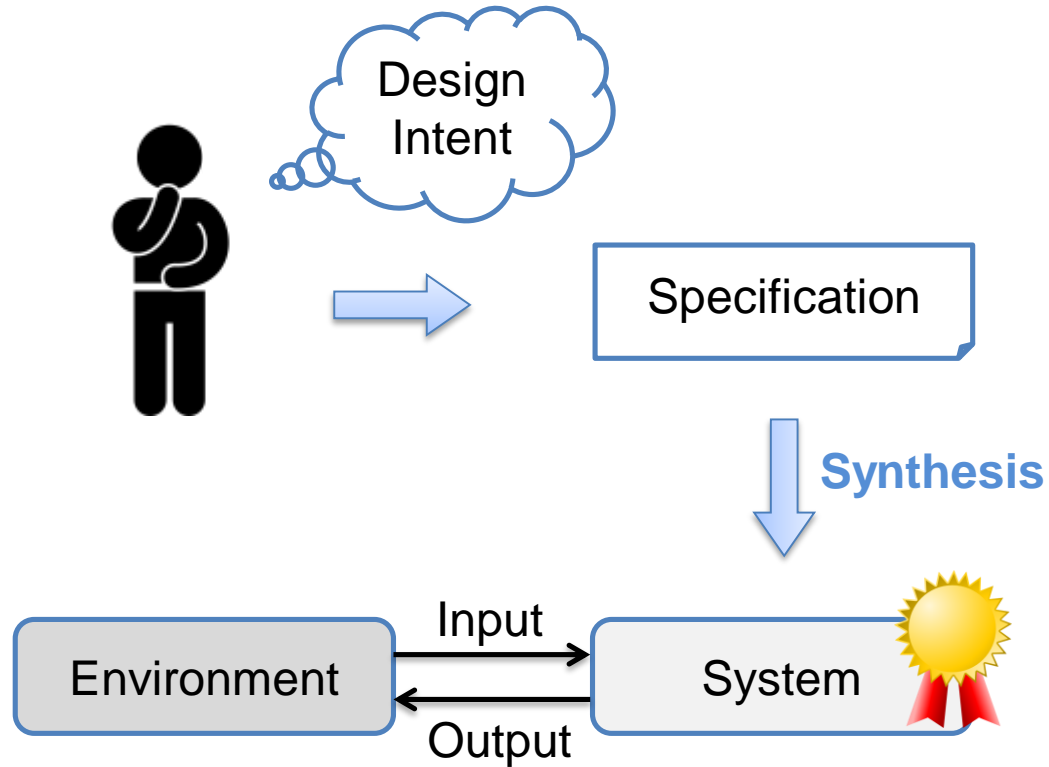 Design
Intent
Specification
Synthesis
Input
Environment
System
Output